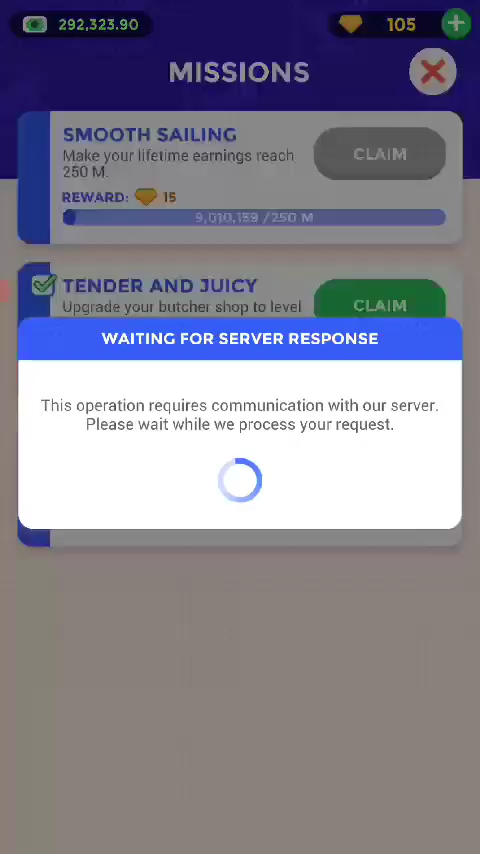 292,323.90
105
MISSIONS
SMOOTH SAILING
Make your lifetime earnings reach
250 M.
CLAIM
REWARD: 15
9,010,159 /250 M
TENDER AND JUICY
Upgrade your butcher shop to level
CLAIM
WAITING FOR SERVER RESPONSE
This operation requires communication with our server.
Please wait while we process your request.